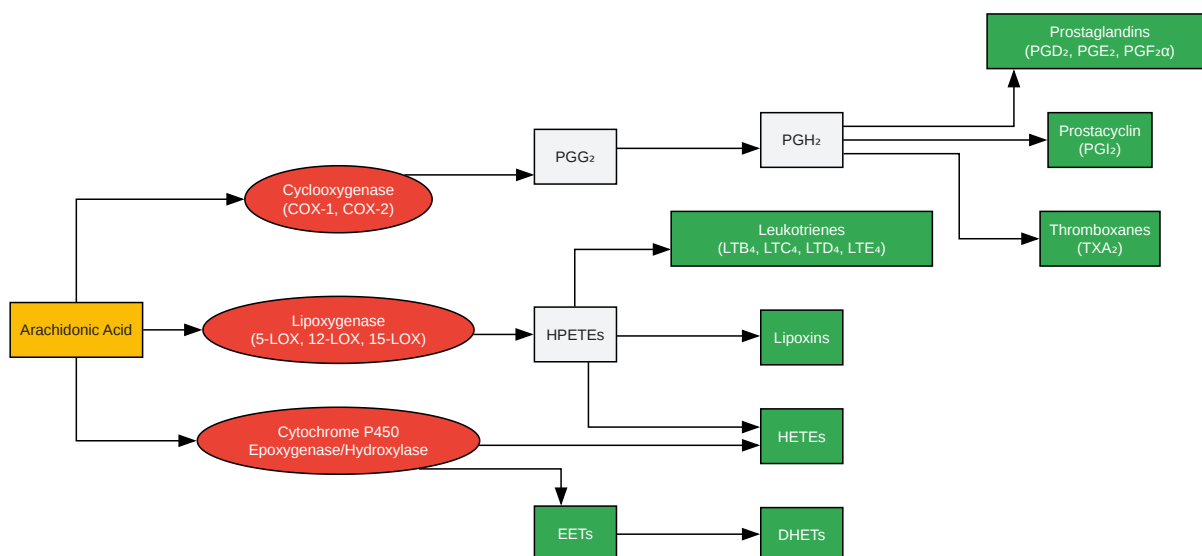 Prostaglandins
(PGD₂, PGE₂, PGF₂α)
Prostacyclin
(PGI₂)
PGH₂
PGG₂
Cyclooxygenase
(COX-1, COX-2)
Leukotrienes
(LTB₄, LTC₄, LTD₄, LTE₄)
Thromboxanes
(TXA₂)
Arachidonic Acid
Lipoxygenase
(5-LOX, 12-LOX, 15-LOX)
HPETEs
Lipoxins
Cytochrome P450
Epoxygenase/Hydroxylase
HETEs
EETs
DHETs